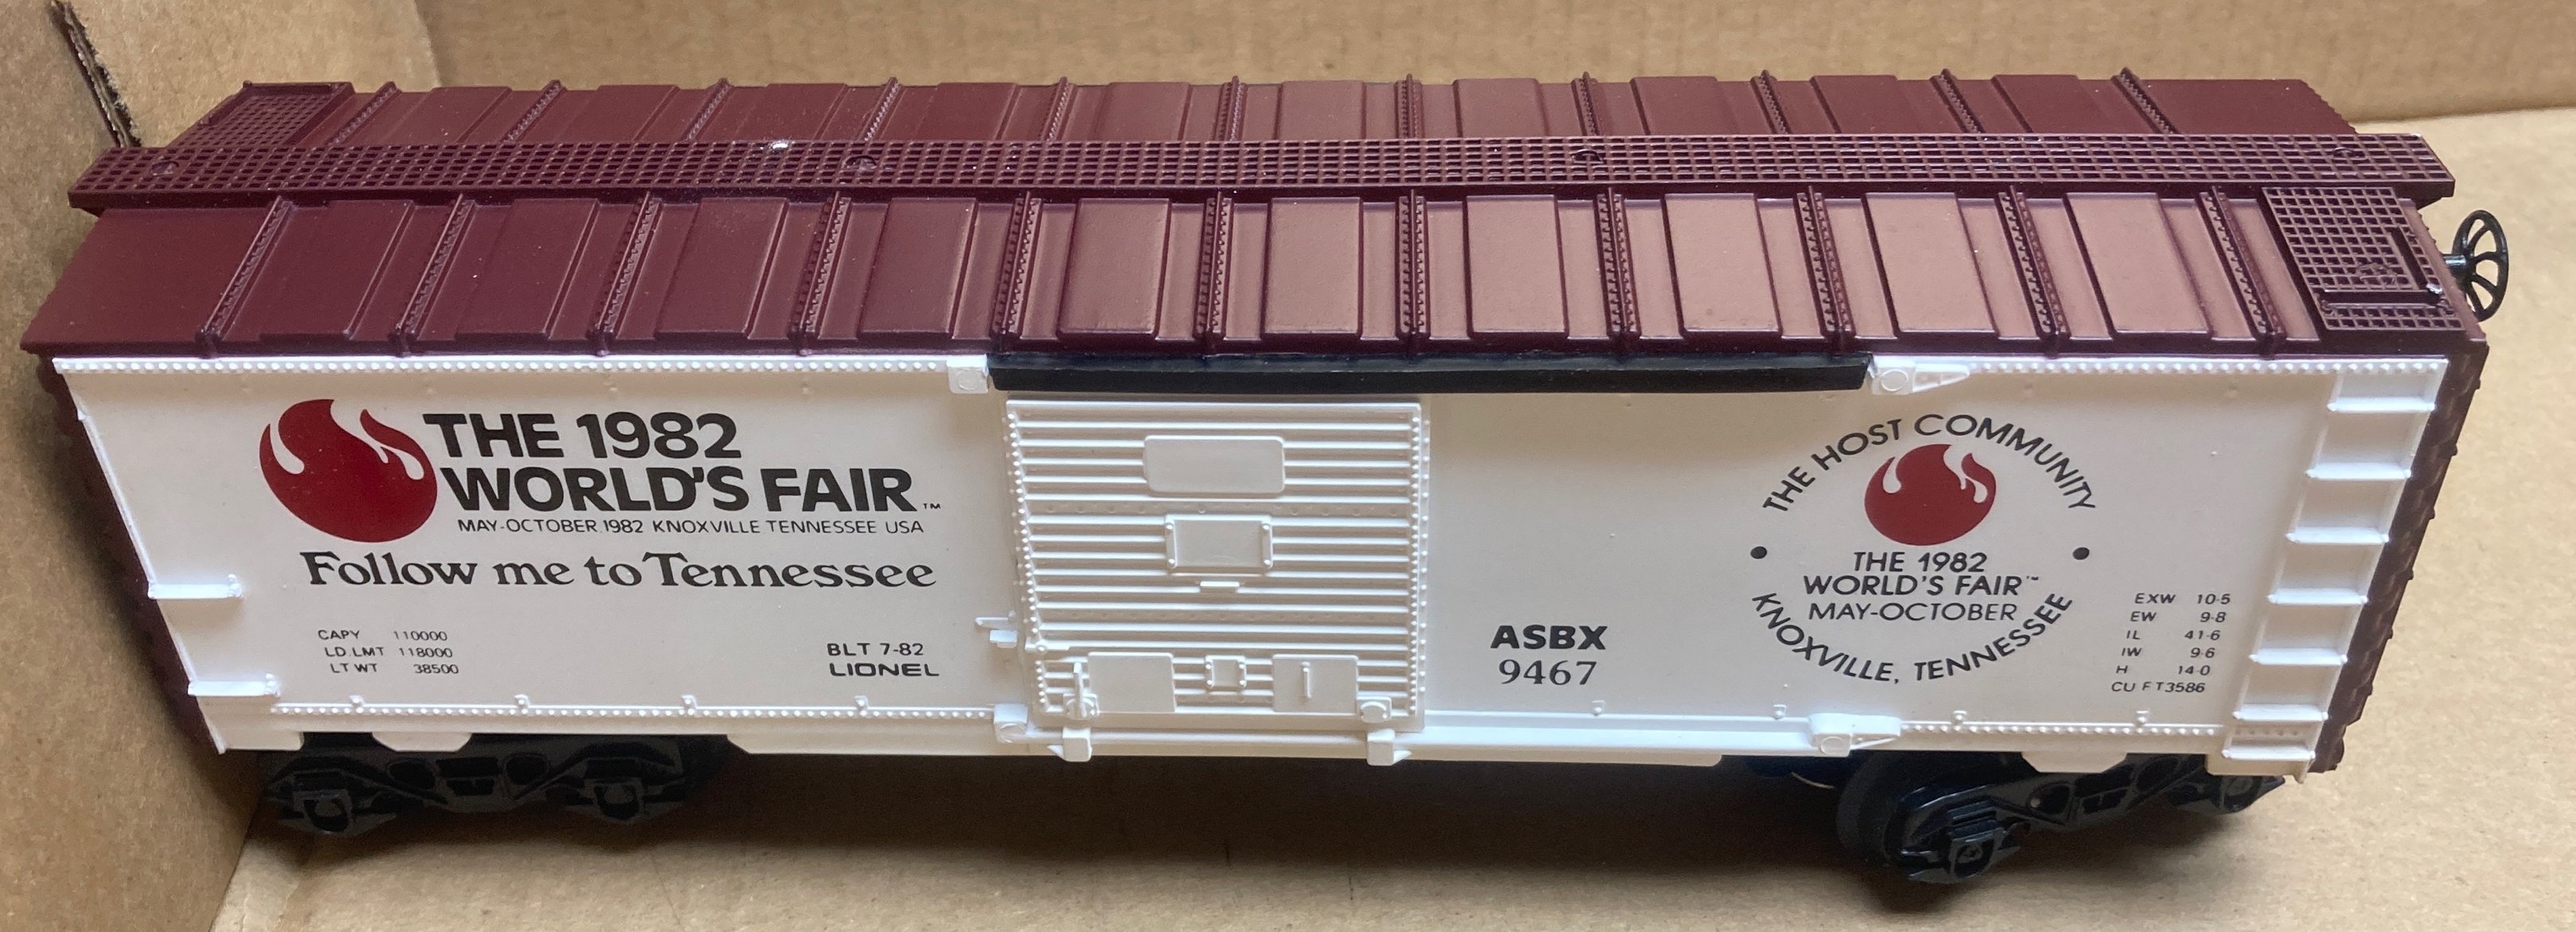 THE 1982
WORLD'S FAIR™
MAY-OCTOBER 1982 KNOXVILLE TENNESSEE USA
Follow me to Tennessee
CAPY 110000
LD.LMT 118000
LT WT 38500
BLT 7-82
LIONEL
ASBX
9467
THE HOST COMMUNITY
THE 1982
WORLD'S FAIR™
MAY-OCTOBER
KNOXVILLE, TENNESSEE
EXW 10-5
EW 9-8
IL 41-6
IW 9-6
H 14-0
CU FT3586